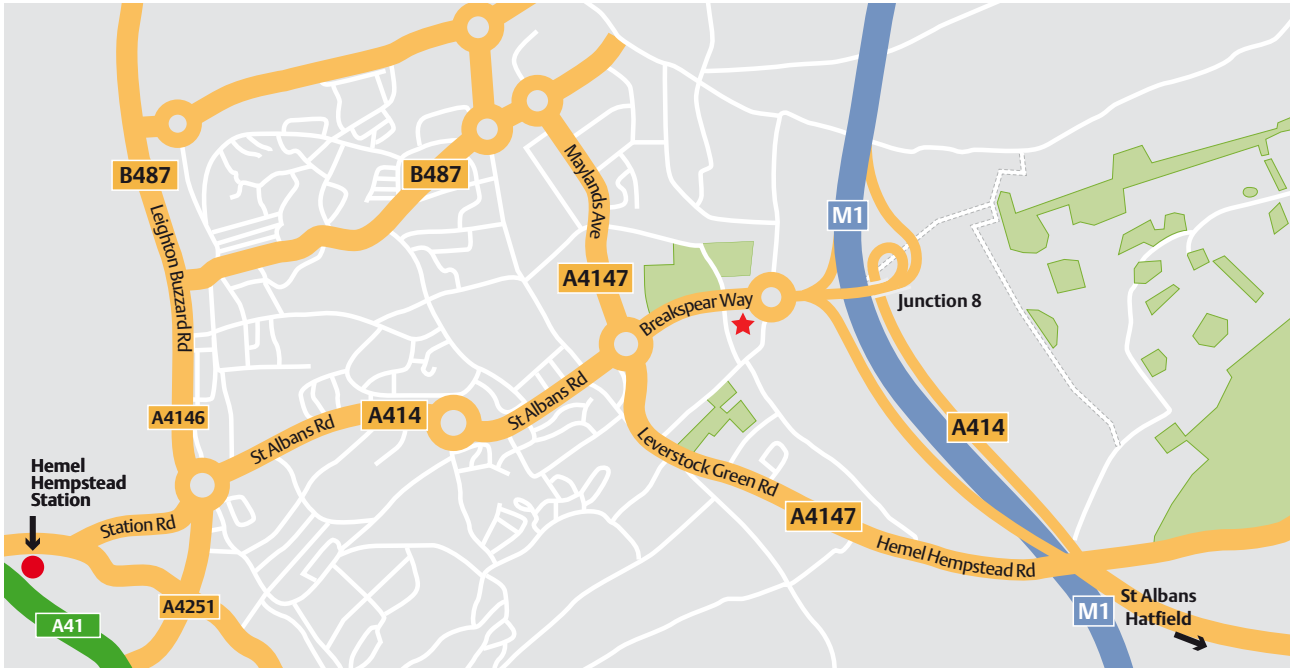 B487
B487
Maylands Ave
M1
Leighton Buzzard Rd
A4147
Breakspear Way
Junction 8
A4146
St Albans Rd
A414
St Albans Rd
A414
Leverstock Green Rd
Hemel
Hempstead
Station
Station Rd
A4147
Hemel Hempstead Rd
A4251
A41
M1
St Albans
Hatfield